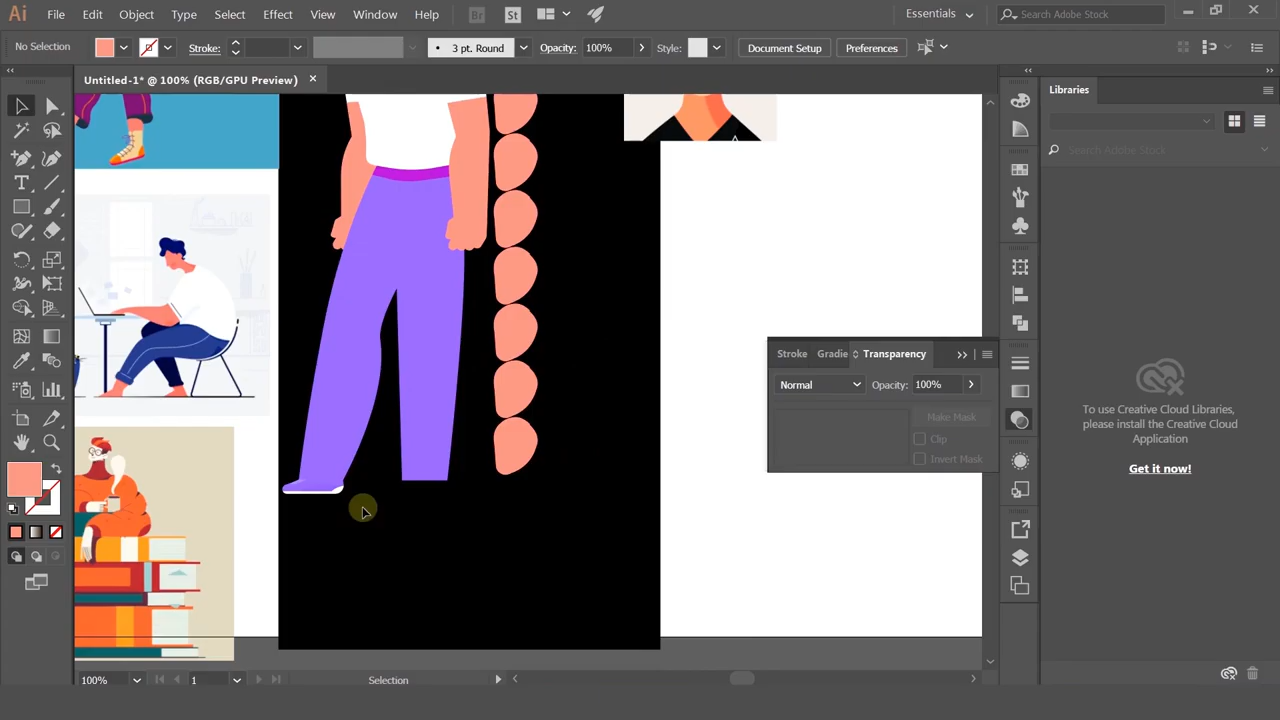 Ai File Edit Object Type Select Effect View Window Help Br St Essentials Search Adobe Stock
No Selection Stroke: 3 pt. Round Opacity: 100% Style: Document Setup Preferences
Untitled-1* @ 100% (RGB/GPU Preview)
Libraries
Search Adobe Stock
Stroke Gradie Transparency
Normal Opacity: 100%
Make Mask
Clip
Invert Mask
To use Creative Cloud Libraries,
please install the Creative Cloud
Application
Get it now!
100% 1 Selection